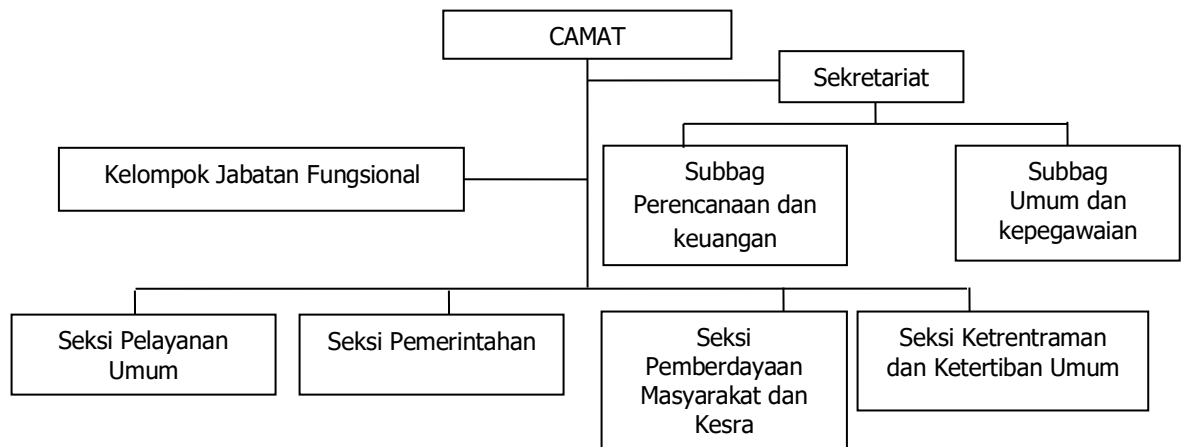 CAMAT
Sekretariat
Kelompok Jabatan Fungsional
Subbag
Perencanaan dan
keuangan
Subbag
Umum dan
kepegawaian
Seksi Pelayanan
Umum
Seksi Pemerintahan
Seksi
Pemberdayaan
Masyarakat dan
Kesra
Seksi Ketrentraman
dan Ketertiban Umum